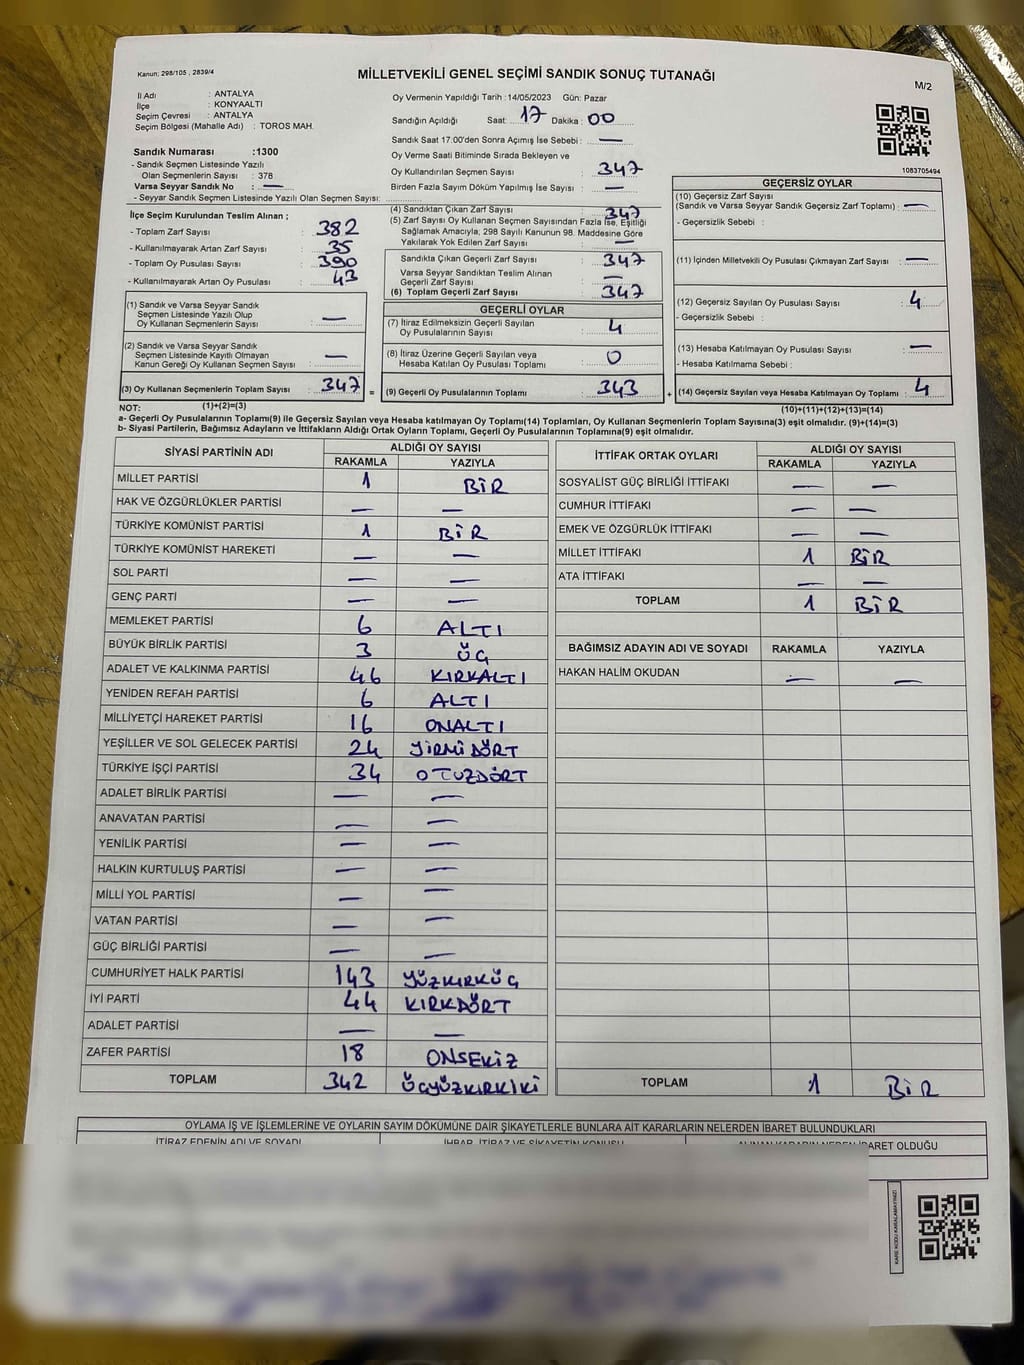 Kanun; 298/105 , 2839/4
MİLLETVEKİLİ GENEL SEÇİMİ SANDIK SONUÇ TUTANAĞI
M/2
İl Adı : ANTALYA
İlçe : KONYAALTI
Seçim Çevresi : ANTALYA
Seçim Bölgesi (Mahalle Adı) : TOROS MAH.
Sandık Numarası :1300
- Sandık Seçmen Listesinde Yazılı
Olan Seçmenlerin Sayısı : 378
Varsa Seyyar Sandık No : —
- Seyyar Sandık Seçmen Listesinde Yazılı Olan Seçmen Sayısı:
Oy Vermenin Yapıldığı Tarih :14/05/2023 Gün: Pazar
Sandığın Açıldığı Saat: 17 Dakika : 00
Sandık Saat 17.00'den Sonra Açımış İse Sebebi : —
Oy Verme Saati Bitiminde Sırada Bekleyen ve
Oy Kullandırılan Seçmen Sayısı : 347
Birden Fazla Sayım Döküm Yapılmış İse Sayısı : —
1083705494
İlçe Seçim Kurulundan Teslim Alınan ;
- Toplam Zarf Sayısı : 382
- Kullanılmayarak Artan Zarf Sayısı : 35
- Toplam Oy Pusulası Sayısı : 390
- Kullanılmayarak Artan Oy Pusulası : 43
(1) Sandık ve Varsa Seyyar Sandık
Seçmen Listesinde Yazılı Olup
Oy Kullanan Seçmenlerin Sayısı : —
(2) Sandık ve Varsa Seyyar Sandık
Seçmen Listesinde Kayıtlı Olmayan
Kanun Gereği Oy Kullanan Seçmen Sayısı : —
(3) Oy Kullanan Seçmenlerin Toplam Sayısı : 347 =
(1)+(2)=(3)
(4) Sandıktan Çıkan Zarf Sayısı : 347
(5) Zarf Sayısı Oy Kullanan Seçmen Sayısından Fazla İse, Eşitliği
Sağlamak Amacıyla; 298 Sayılı Kanunun 98. Maddesine Göre
Yakılarak Yok Edilen Zarf Sayısı : —
Sandıkta Çıkan Geçerli Zarf Sayısı : 347
Varsa Seyyar Sandıktan Teslim Alınan
Geçerli Zarf Sayısı : —
(6) Toplam Geçerli Zarf Sayısı : 347
GEÇERLİ OYLAR
(7) İtiraz Edilmeksizin Geçerli Sayılan
Oy Pusulalarının Sayısı : 4
(8) İtiraz Üzerine Geçerli Sayılan veya
Hesaba Katılan Oy Pusulası Toplamı : 0
(9) Geçerli Oy Pusulalarının Toplamı : 343 +
GEÇERSİZ OYLAR
(10) Geçersiz Zarf Sayısı
(Sandık ve Varsa Seyyar Sandık Geçersiz Zarf Toplamı) : —
- Geçersizlik Sebebi :
(11) İçinden Milletvekili Oy Pusulası Çıkmayan Zarf Sayısı : —
(12) Geçersiz Sayılan Oy Pusulası Sayısı : 4
- Geçersizlik Sebebi :
(13) Hesaba Katılmayan Oy Pusulası Sayısı : —
- Hesaba Katılmama Sebebi :
(14) Geçersiz Sayılan veya Hesaba Katılmayan Oy Toplamı : 4
(10)+(11)+(12)+(13)=(14)
NOT:
a- Geçerli Oy Pusulalarının Toplamı(9) ile Geçersiz Sayılan veya Hesaba katılmayan Oy Toplamı(14) Toplamları, Oy Kullanan Seçmenlerin Toplam Sayısına(3) eşit olmalıdır. (9)+(14)=(3)
b- Siyasi Partilerin, Bağımsız Adayların ve İttifakların Aldığı Ortak Oyların Toplamı, Geçerli Oy Pusulalarının Toplamına(9) eşit olmalıdır.
SİYASİ PARTİNİN ADI ALDIĞI OY SAYISI
RAKAMLA YAZIYLA
MİLLET PARTİSİ 1 BİR
HAK VE ÖZGÜRLÜKLER PARTİSİ — —
TÜRKİYE KOMÜNİST PARTİSİ 1 BİR
TÜRKİYE KOMÜNİST HAREKETİ — —
SOL PARTİ — —
GENÇ PARTİ — —
MEMLEKET PARTİSİ 6 ALTI
BÜYÜK BİRLİK PARTİSİ 3 ÜÇ
ADALET VE KALKINMA PARTİSİ 46 KIRKALTI
YENİDEN REFAH PARTİSİ 6 ALTI
MİLLİYETÇİ HAREKET PARTİSİ 16 ONALTI
YEŞİLLER VE SOL GELECEK PARTİSİ 24 YİRMİDÖRT
TÜRKİYE İŞÇİ PARTİSİ 34 OTUZDÖRT
ADALET BİRLİK PARTİSİ — —
ANAVATAN PARTİSİ — —
YENİLİK PARTİSİ — —
HALKIN KURTULUŞ PARTİSİ — —
MİLLİ YOL PARTİSİ — —
VATAN PARTİSİ — —
GÜÇ BİRLİĞİ PARTİSİ — —
CUMHURİYET HALK PARTİSİ 143 YÜZKIRKÜÇ
İYİ PARTİ 44 KIRKDÖRT
ADALET PARTİSİ — —
ZAFER PARTİSİ 18 ONSEKİZ
TOPLAM 342 ÜÇYÜZKIRKİKİ
İTTİFAK ORTAK OYLARI ALDIĞI OY SAYISI
RAKAMLA YAZIYLA
SOSYALİST GÜÇ BİRLİĞİ İTTİFAKI — —
CUMHUR İTTİFAKI — —
EMEK VE ÖZGÜRLÜK İTTİFAKI — —
MİLLET İTTİFAKI 1 BİR
ATA İTTİFAKI — —
TOPLAM 1 BİR
BAĞIMSIZ ADAYIN ADI VE SOYADI RAKAMLA YAZIYLA
HAKAN HALİM OKUDAN — —
TOPLAM 1 BİR
OYLAMA İŞ VE İŞLEMLERİNE VE OYLARIN SAYIM DÖKÜMÜNE DAİR ŞİKAYETLERLE BUNLARA AİT KARARLARIN NELERDEN İBARET BULUNDUKLARI
İTİRAZ EDENİN ADI VE SOYADI İHBAR, İTİRAZ VE ŞİKAYETİN KONUSU ALINAN KARARIN NEDEN İBARET OLDUĞU
KARE KODU KARALAMAYINIZ!